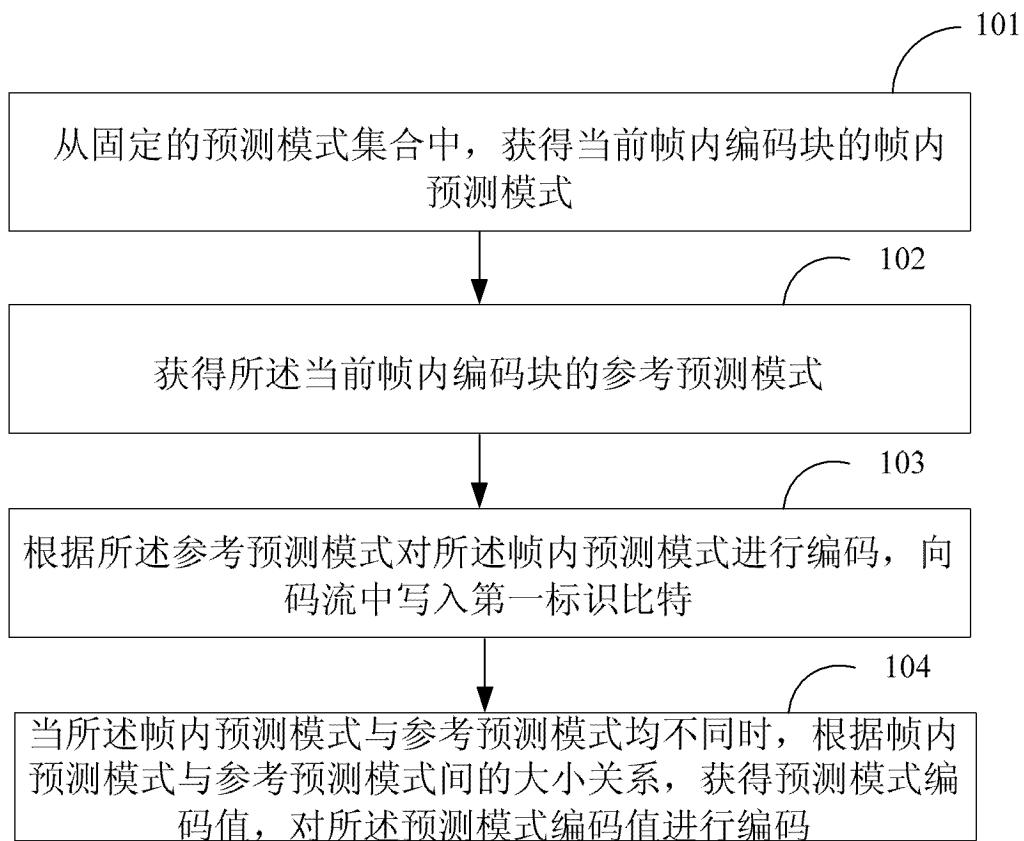 101
从固定的预测模式集合中，获得当前帧内编码块的帧内
预测模式
102
获得所述当前帧内编码块的参考预测模式
103
根据所述参考预测模式对所述帧内预测模式进行编码，向
码流中写入第一标识比特
104
当所述帧内预测模式与参考预测模式均不同时，根据帧内
预测模式与参考预测模式间的大小关系，获得预测模式编
码值，对所述预测模式编码值进行编码